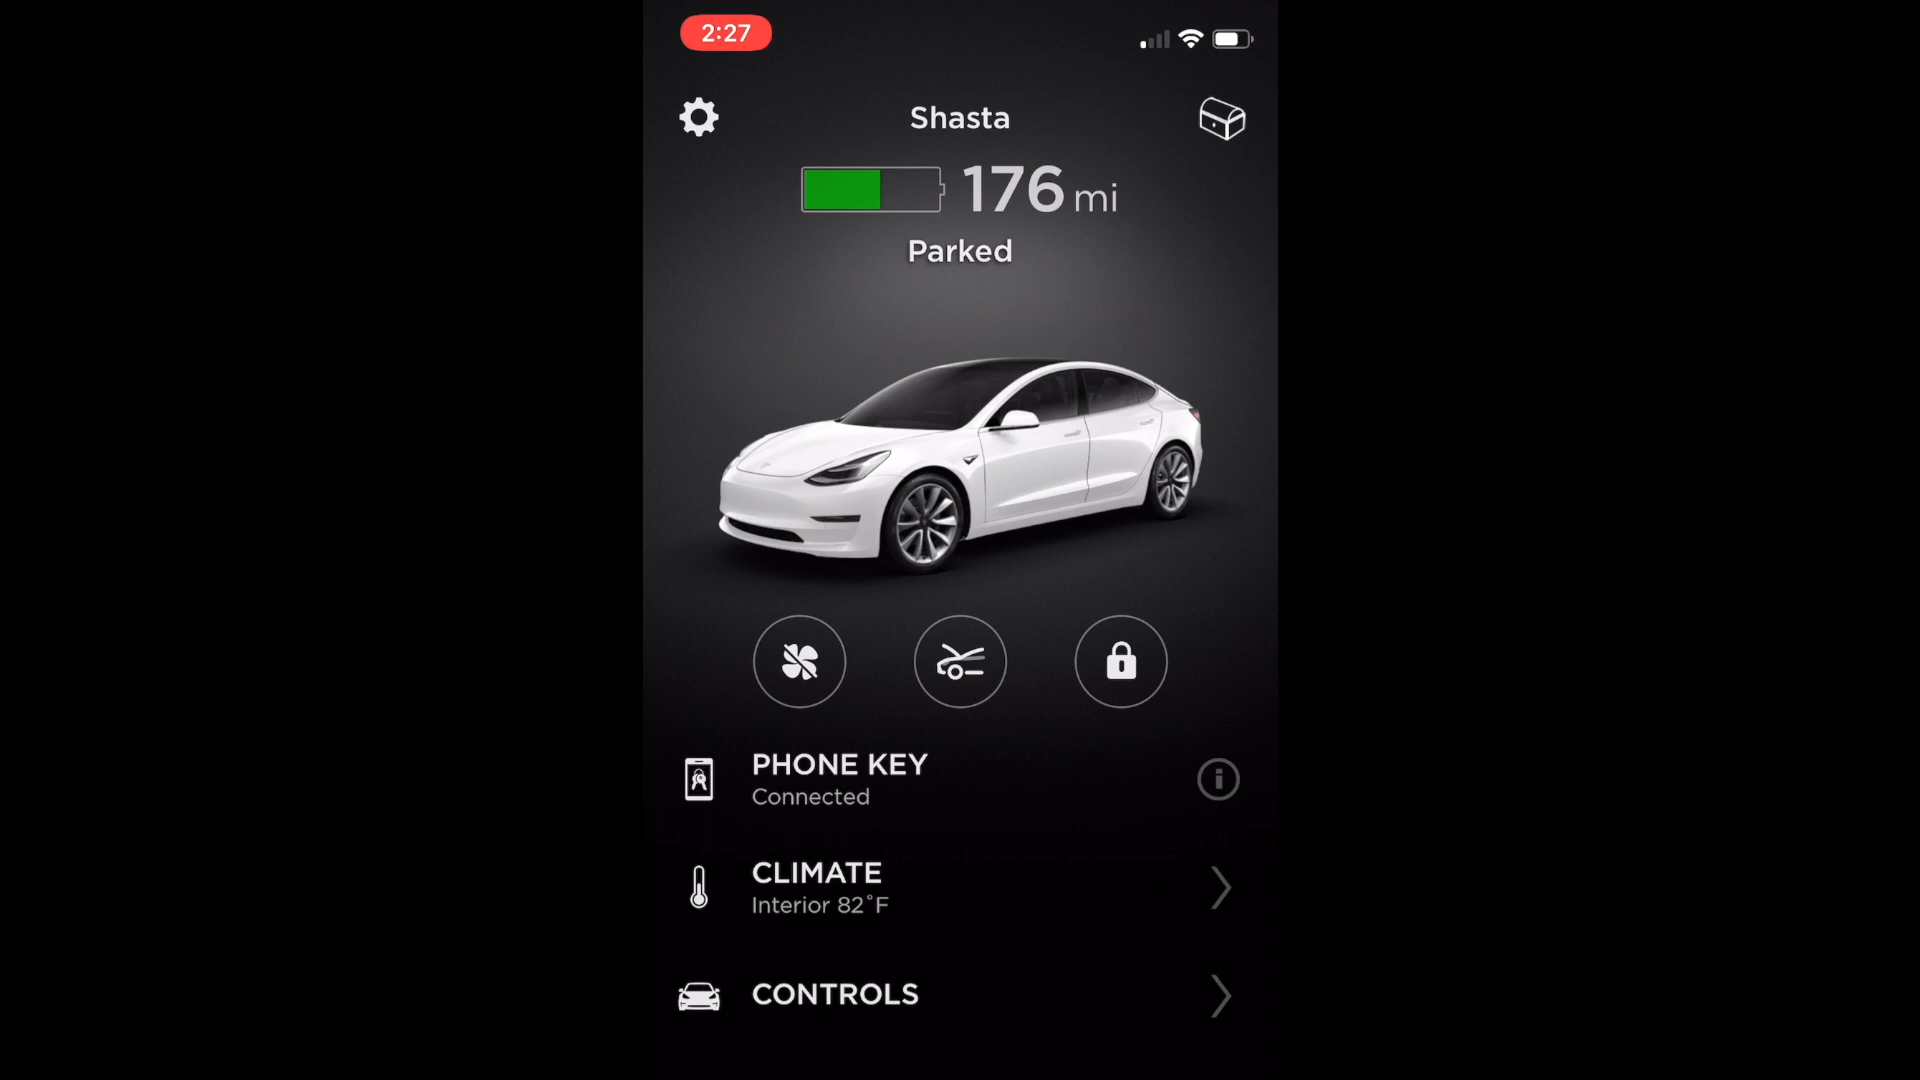 2:27
Shasta
176 mi
Parked
PHONE KEY
Connected
CLIMATE
Interior 82°F
CONTROLS